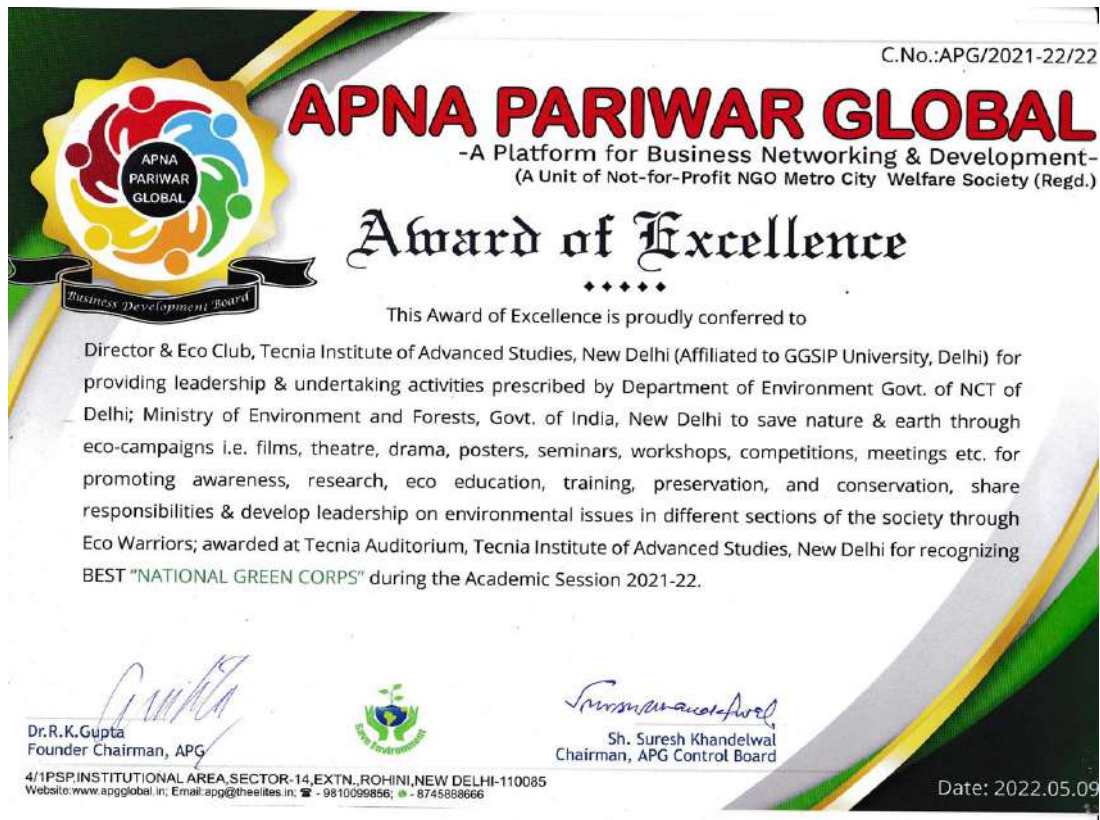 C.No.:APG/2021-22/22
APNA PARIWAR GLOBAL
-A Platform for Business Networking & Development-
(A Unit of Not-for-Profit NGO Metro City Welfare Society (Regd.)
APNA
PARIWAR
GLOBAL
Business Development Board
Award of Excellence
This Award of Excellence is proudly conferred to
Director & Eco Club, Tecnia Institute of Advanced Studies, New Delhi (Affiliated to GGSIP University, Delhi) for
providing leadership & undertaking activities prescribed by Department of Environment Govt. of NCT of
Delhi; Ministry of Environment and Forests, Govt. of India, New Delhi to save nature & earth through
eco-campaigns i.e. films, theatre, drama, posters, seminars, workshops, competitions, meetings etc. for
promoting awareness, research, eco education, training, preservation, and conservation, share
responsibilities & develop leadership on environmental issues in different sections of the society through
Eco Warriors; awarded at Tecnia Auditorium, Tecnia Institute of Advanced Studies, New Delhi for recognizing
BEST "NATIONAL GREEN CORPS" during the Academic Session 2021-22.
Dr.R.K.Gupta
Founder Chairman, APG
Save Environment
Sh. Suresh Khandelwal
Chairman, APG Control Board
4/1PSP,INSTITUTIONAL AREA,SECTOR-14,EXTN.,ROHINI,NEW DELHI-110085
Website:www.apgglobal.in; Email:apg@theelites.in; ☎ - 9810099856; - 8745888666
Date: 2022.05.09